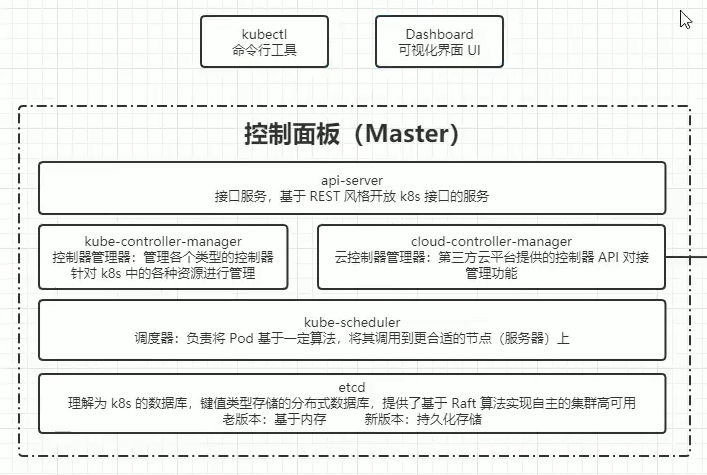 kubectl
命令行工具
Dashboard
可视化界面 UI
控制面板（Master）
api-server
接口服务，基于 REST 风格开放 k8s 接口的服务
kube-controller-manager
控制器管理器：管理各个类型的控制器
针对 k8s 中的各种资源进行管理
cloud-controller-manager
云控制器管理器：第三方云平台提供的控制器 API 对接
管理功能
kube-scheduler
调度器：负责将 Pod 基于一定算法，将其调用到更合适的节点（服务器）上
etcd
理解为 k8s 的数据库，键值类型存储的分布式数据库，提供了基于 Raft 算法实现自主的集群高可用
老版本：基于内存 新版本：持久化存储